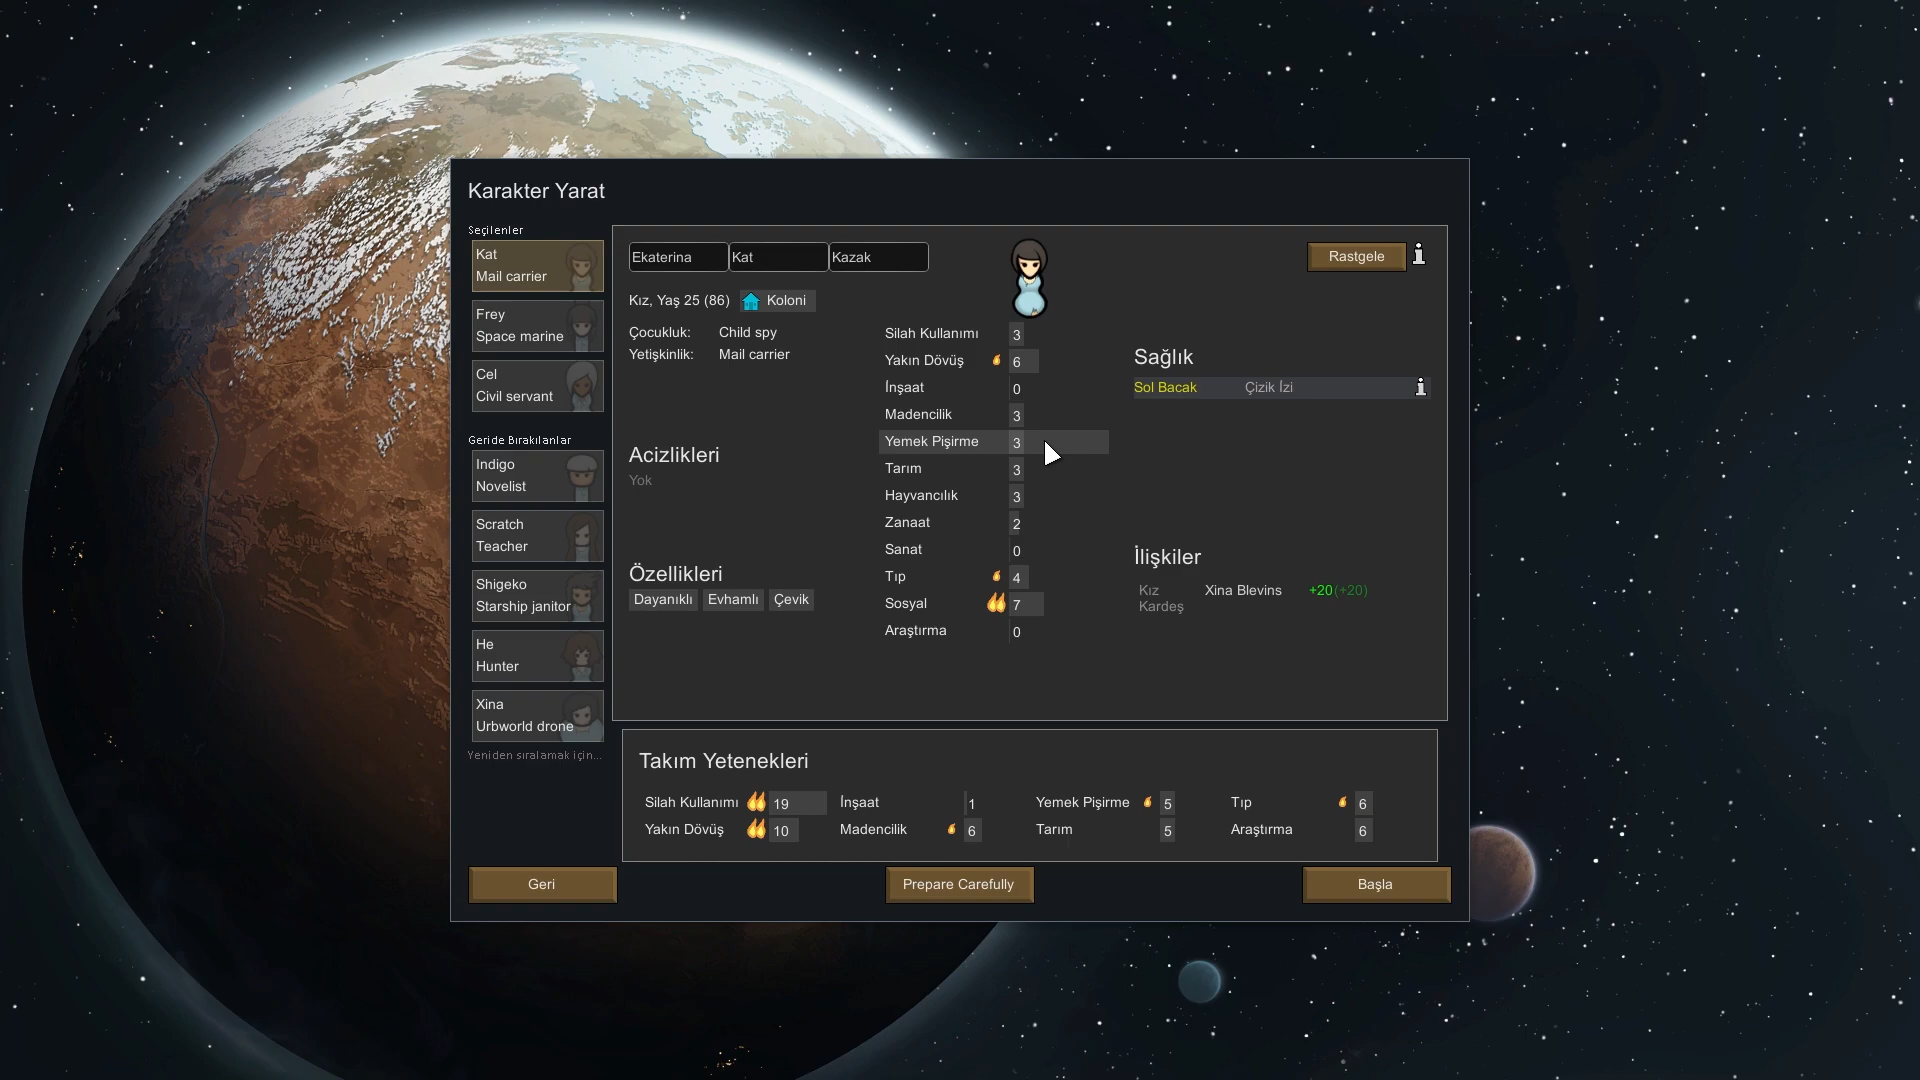 Karakter Yarat
Seçilenler
Kat
Mail carrier
Frey
Space marine
Cel
Civil servant
Geride Bırakılanlar
Indigo
Novelist
Scratch
Teacher
Shigeko
Starship janitor
He
Hunter
Xina
Urbworld drone
Yeniden sıralamak için...
Ekaterina Kat Kazak
Rastgele
Kız, Yaş 25 (86) Koloni
Çocukluk: Child spy
Yetişkinlik: Mail carrier
Acizlikleri
Yok
Özellikleri
Dayanıklı Evhamlı Çevik
Silah Kullanımı 3
Yakın Dövüş 6
İnşaat 0
Madencilik 3
Yemek Pişirme 3
Tarım 3
Hayvancılık 3
Zanaat 2
Sanat 0
Tıp 4
Sosyal 7
Araştırma 0
Sağlık
Sol Bacak Çizik İzi
İlişkiler
Kız Kardeş Xina Blevins +20(+20)
Takım Yetenekleri
Silah Kullanımı 19 İnşaat 1 Yemek Pişirme 5 Tıp 6
Yakın Dövüş 10 Madencilik 6 Tarım 5 Araştırma 6
Geri
Prepare Carefully
Başla